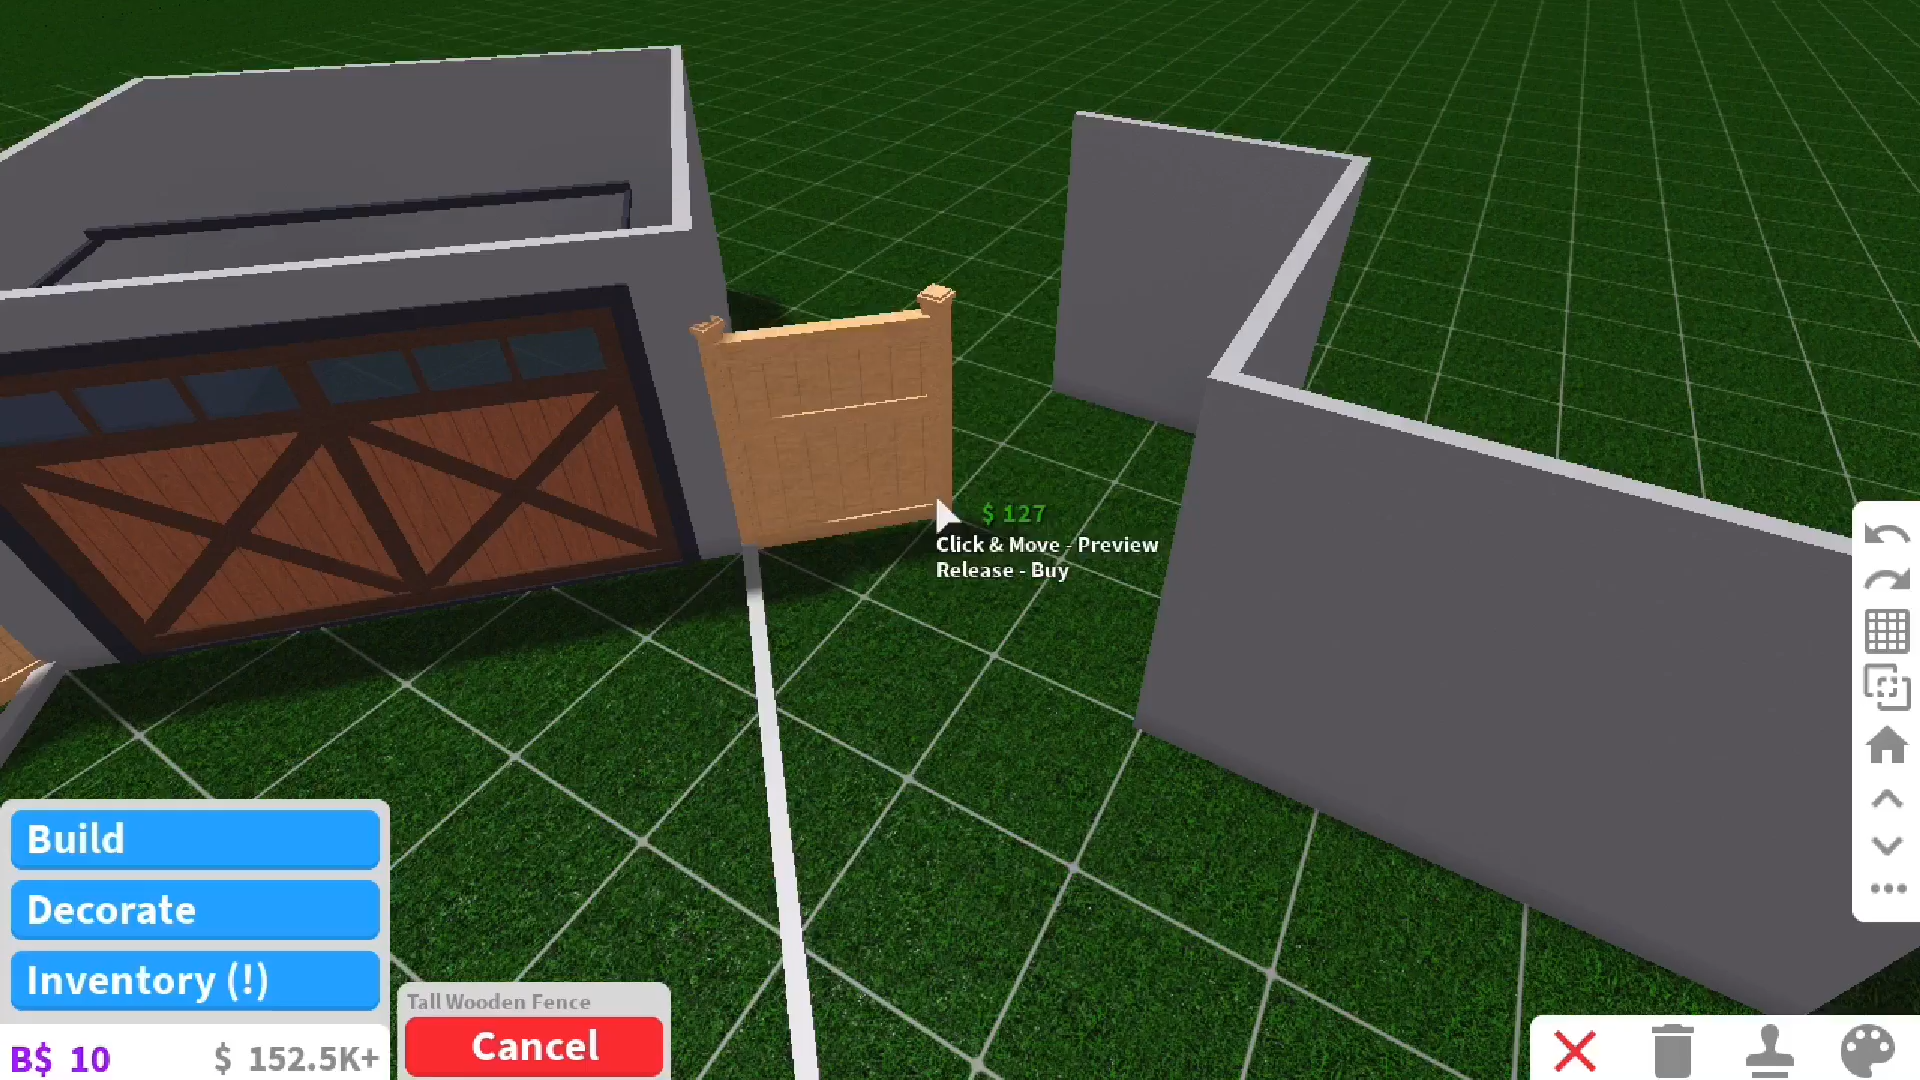 $ 127
Click & Move - Preview
Release - Buy
Build
Decorate
Inventory (!)
B$ 10
$ 152.5K+
Tall Wooden Fence
Cancel